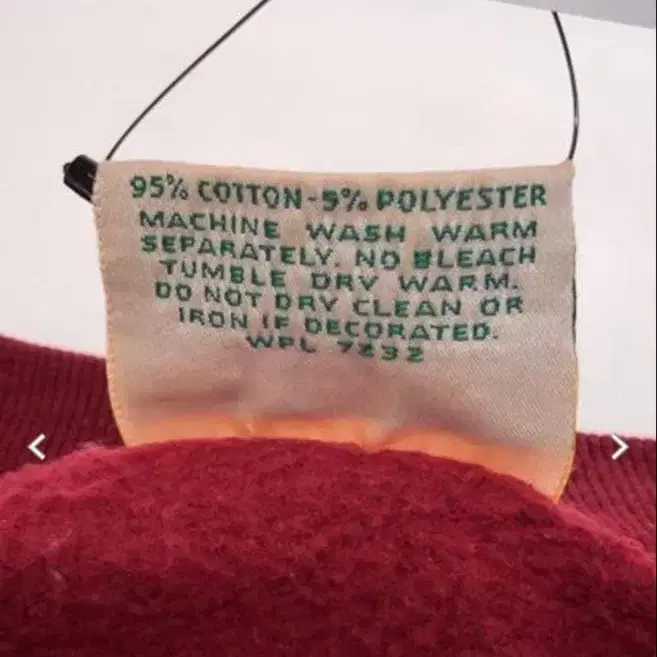 95% COTTON-5% POLYESTER
MACHINE WASH WARM
SEPARATELY. NO BLEACH
TUMBLE DRY WARM.
DO NOT DRY CLEAN OR
IRON IF DECORATED.
WPL 7232